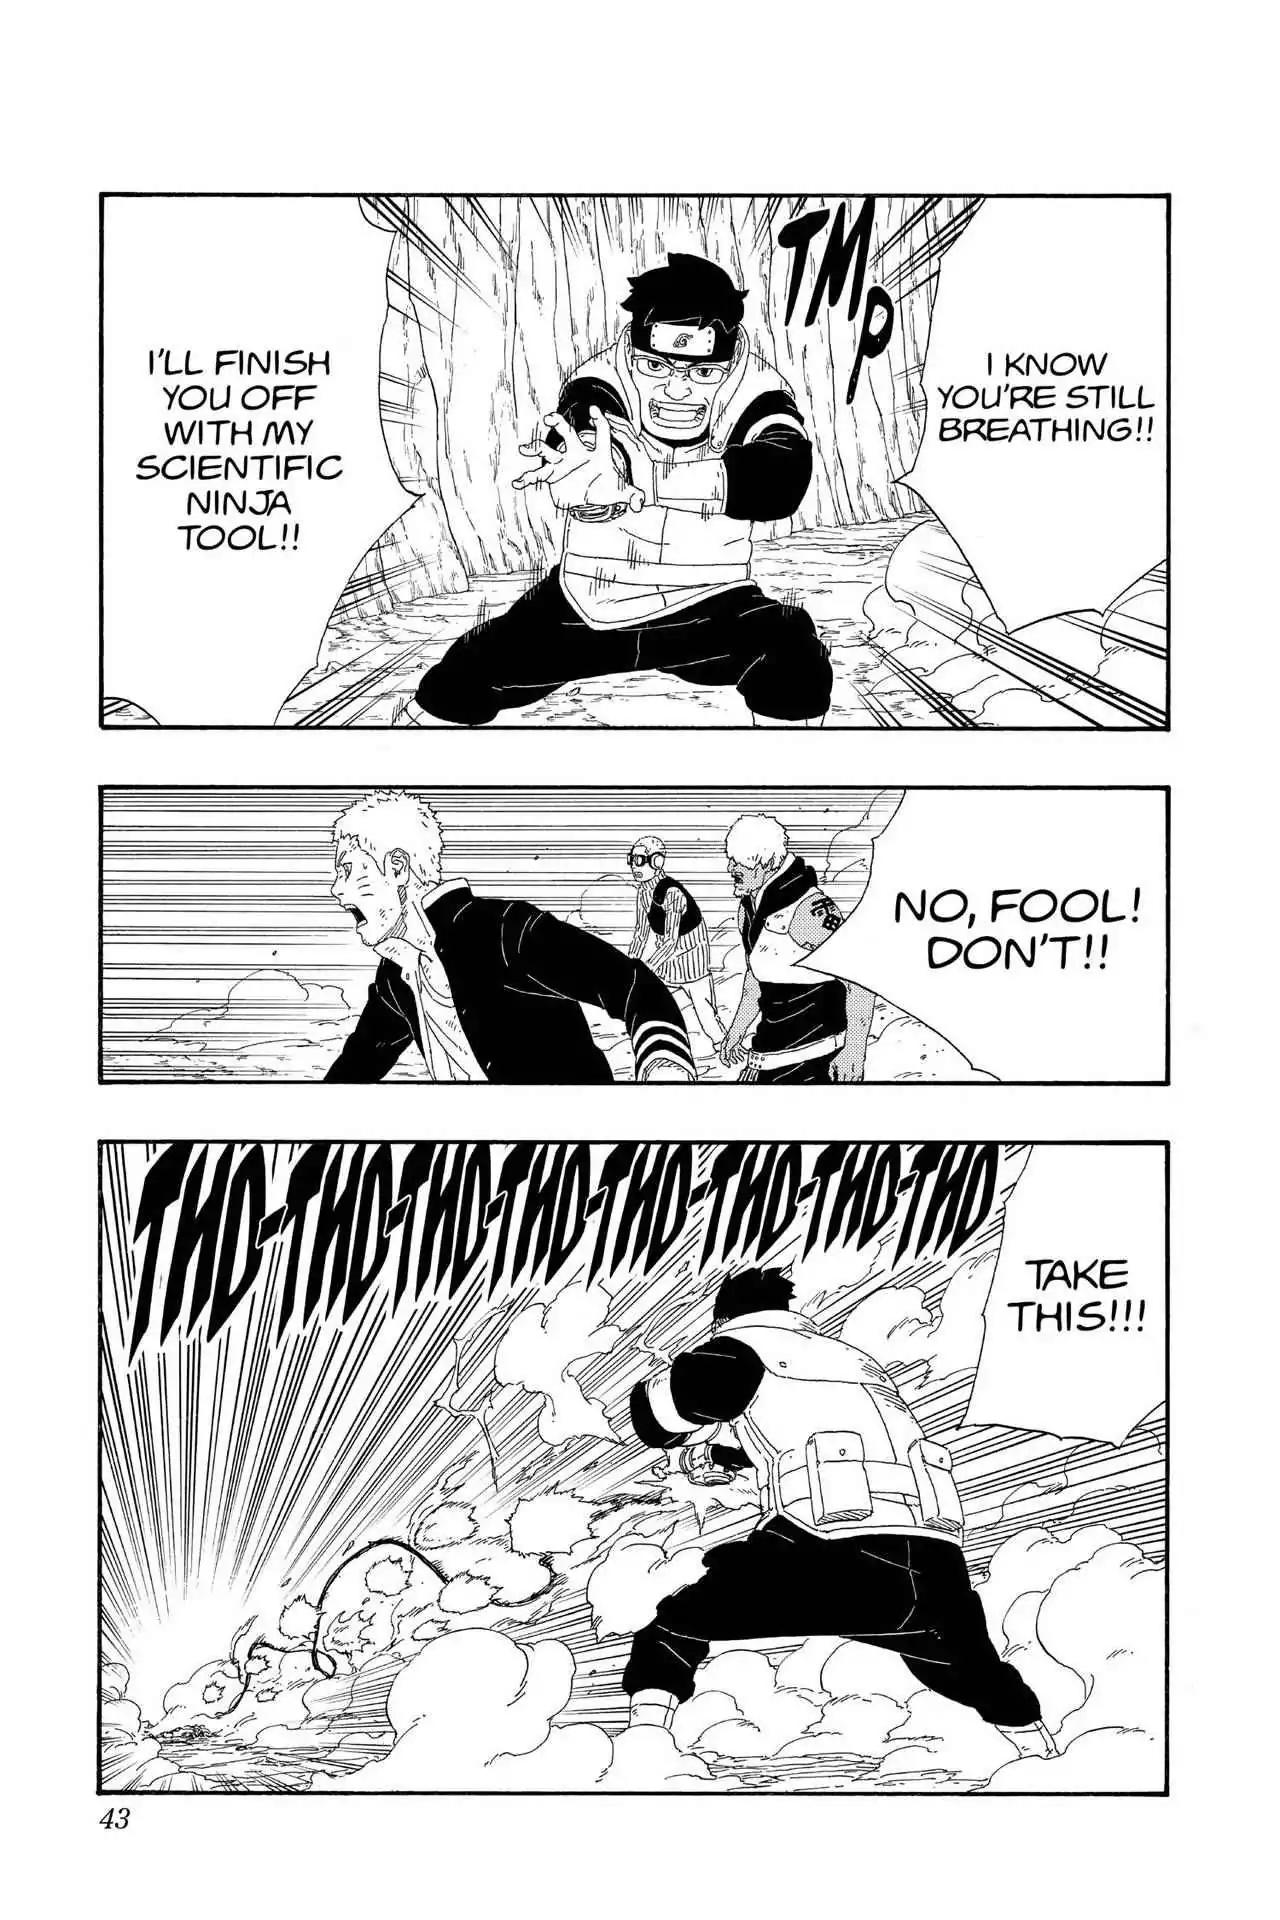 TMP
I KNOW
YOU'RE STILL
BREATHING!!
I'LL FINISH
YOU OFF
WITH MY
SCIENTIFIC
NINJA
TOOL!!
NO, FOOL!
DON'T!!
THD-THD-THD-THD-THD-THD-THD-THD
TAKE
THIS!!!
43